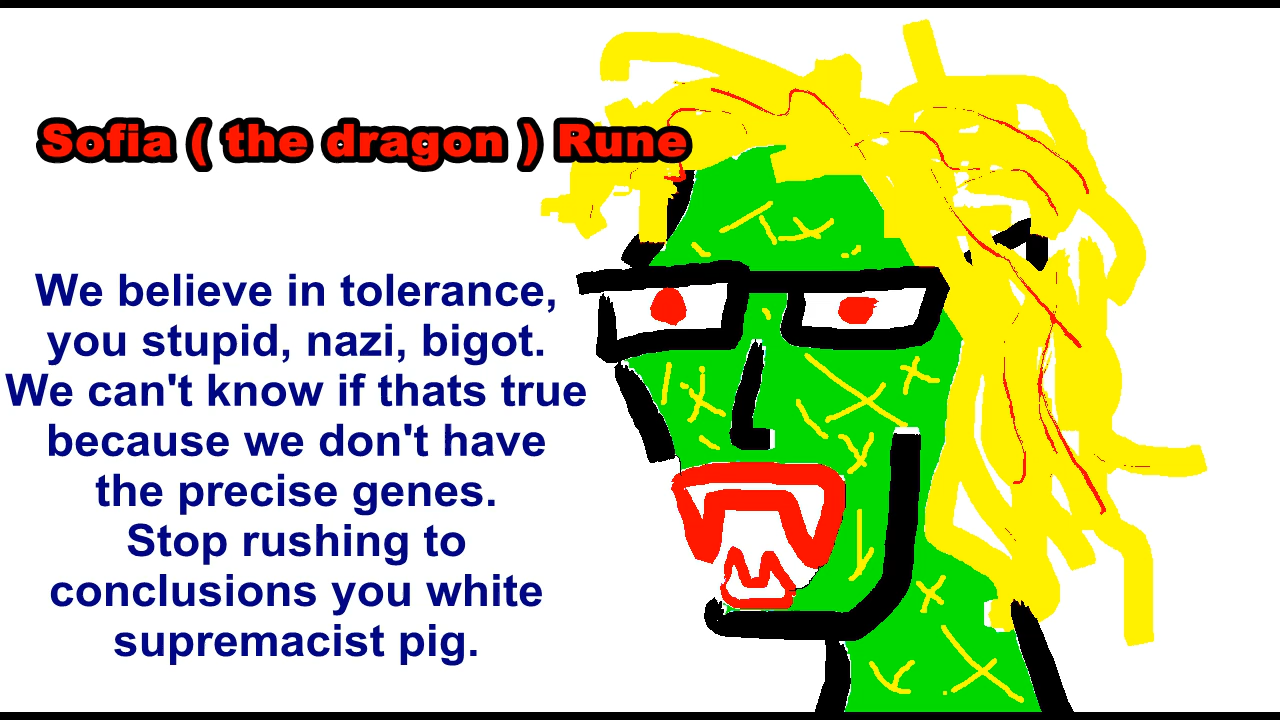 Sofia ( the dragon ) Rune
We believe in tolerance,
you stupid, nazi, bigot.
We can't know if thats true
because we don't have
the precise genes.
Stop rushing to
conclusions you white
supremacist pig.